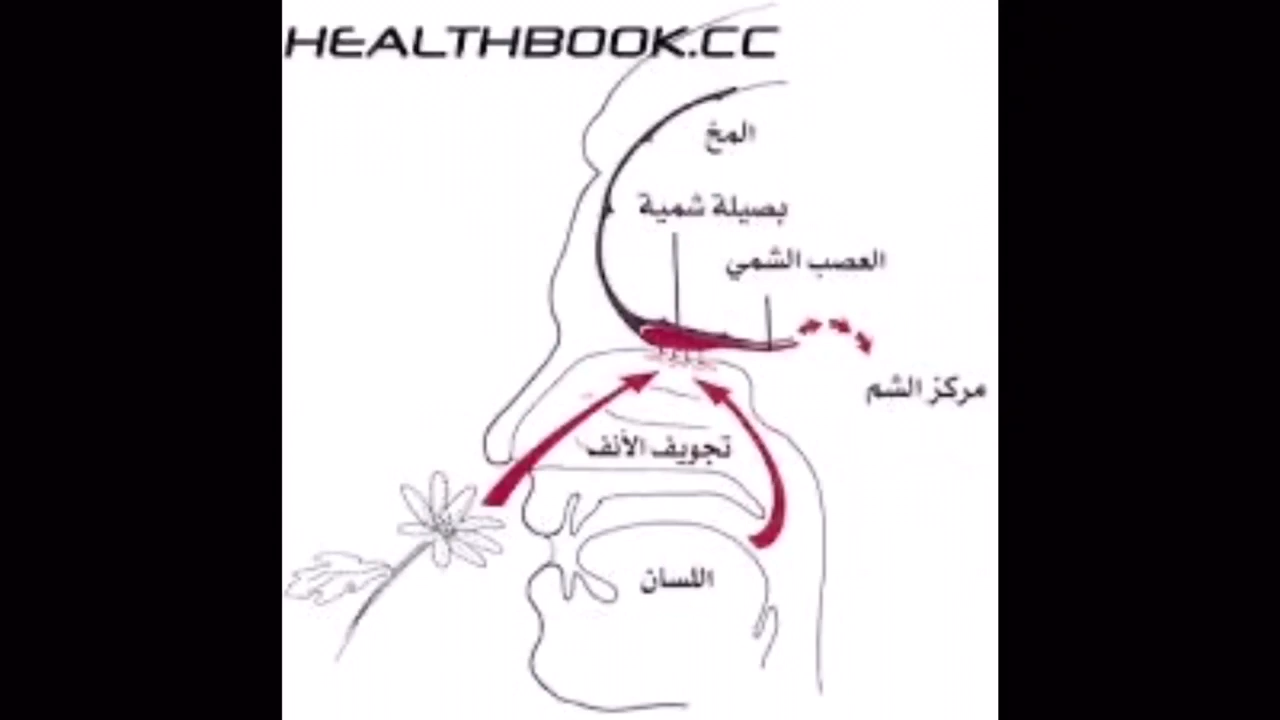 HEALTHBOOK.CC
المخ
بصيلة شمية
العصب الشمي
مركز الشم
تجويف الأنف
اللسان